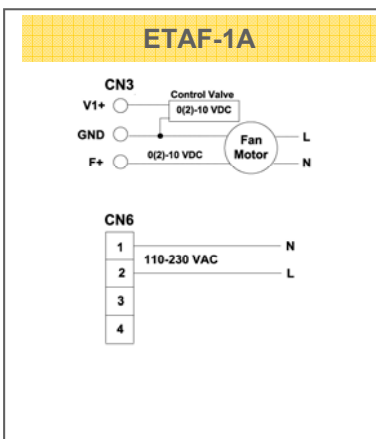 ETAF-1A
CN3
Control Valve
V1+
0(2)-10 VDC
GND
Fan
Motor
L
F+
0(2)-10 VDC
N
CN6
1
N
110-230 VAC
2
L
3
4